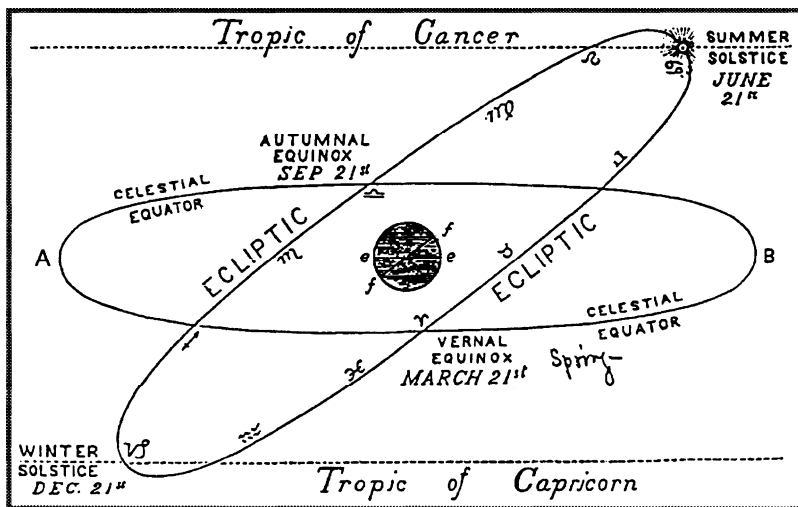 Tropic of Cancer
SUMMER
SOLSTICE
JUNE
21st
♋
♌
♍
♊
AUTUMNAL
EQUINOX
SEP 21st
♎
CELESTIAL
EQUATOR
ECLIPTIC
f
e
e
f
♉
ECLIPTIC
A
B
♏
♐
♈
CELESTIAL
EQUATOR
VERNAL
EQUINOX
MARCH 21st
Spring
♓
♒
♑
WINTER
SOLSTICE
DEC. 21st
Tropic of Capricorn